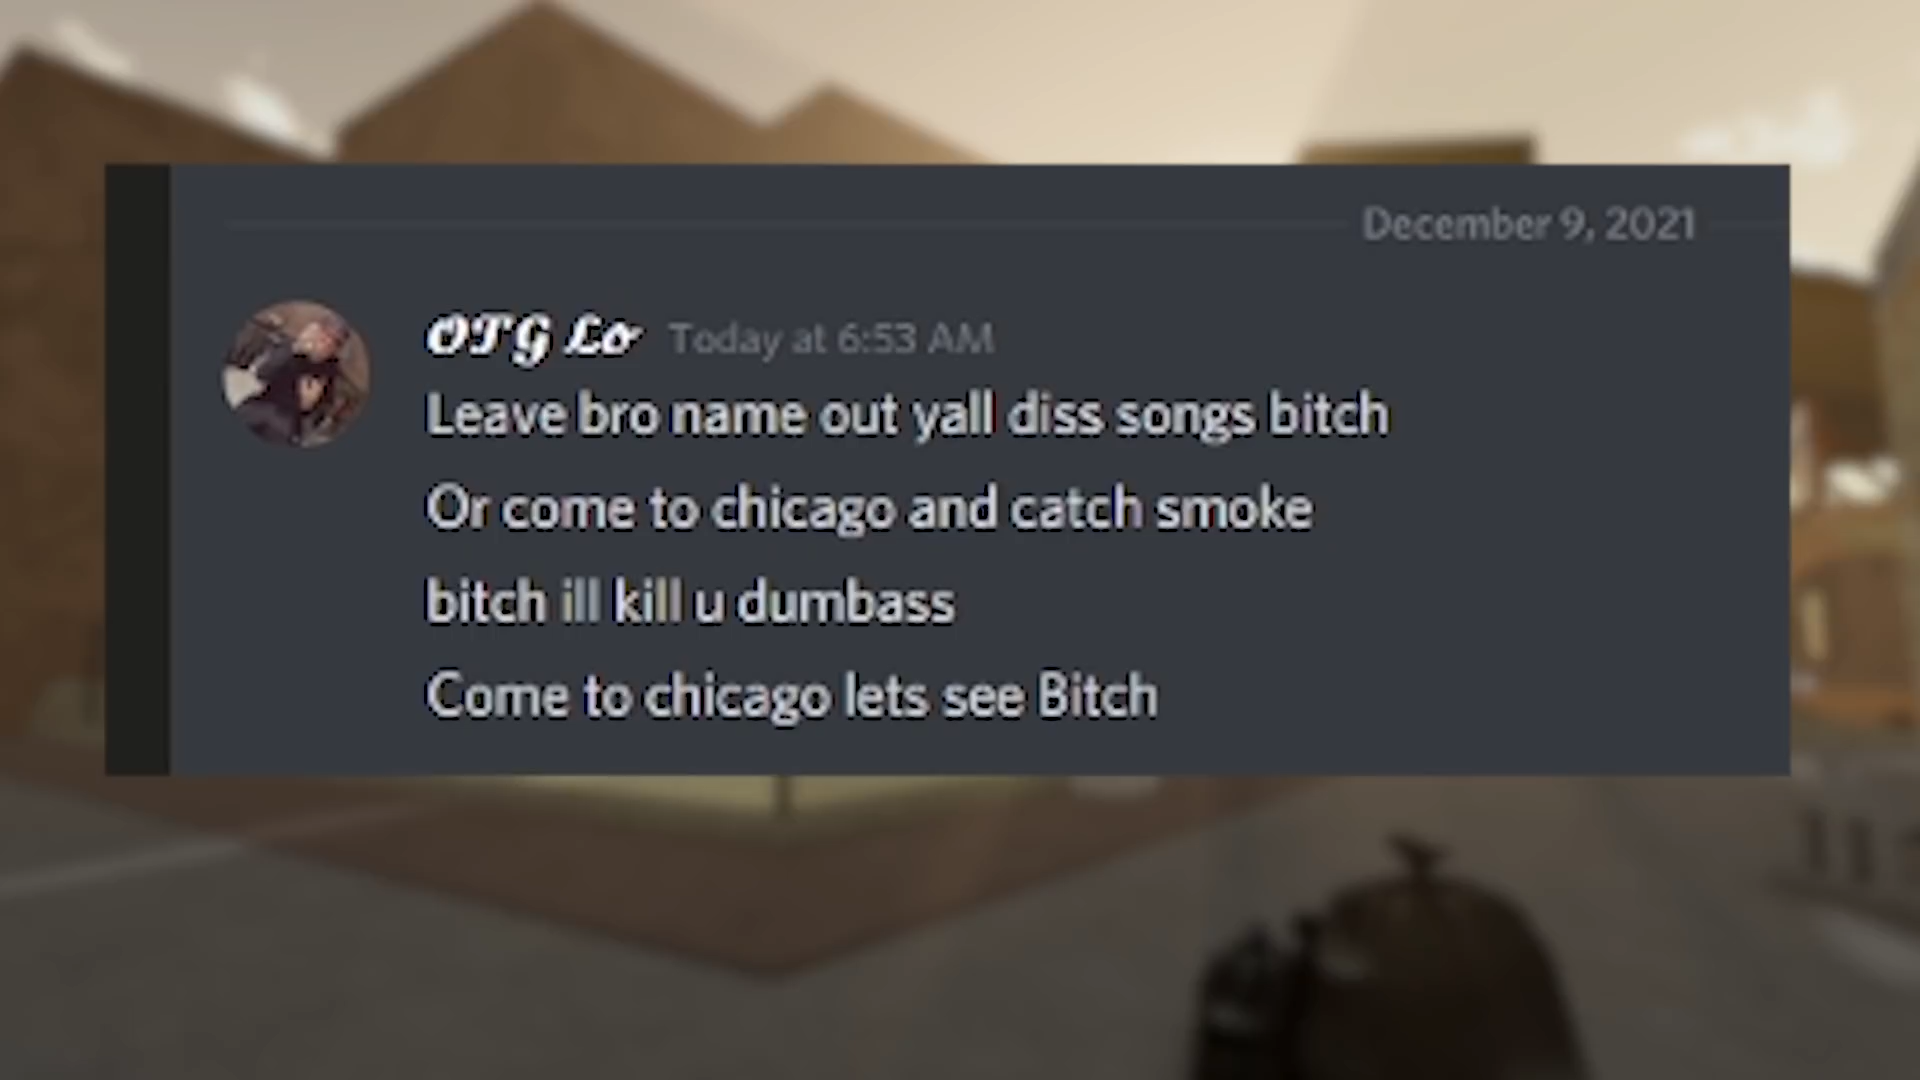 December 9, 2021
𝓞𝓣𝓖 𝓛𝓸 Today at 6:53 AM
Leave bro name out yall diss songs bitch
Or come to chicago and catch smoke
bitch ill kill u dumbass
Come to chicago lets see Bitch